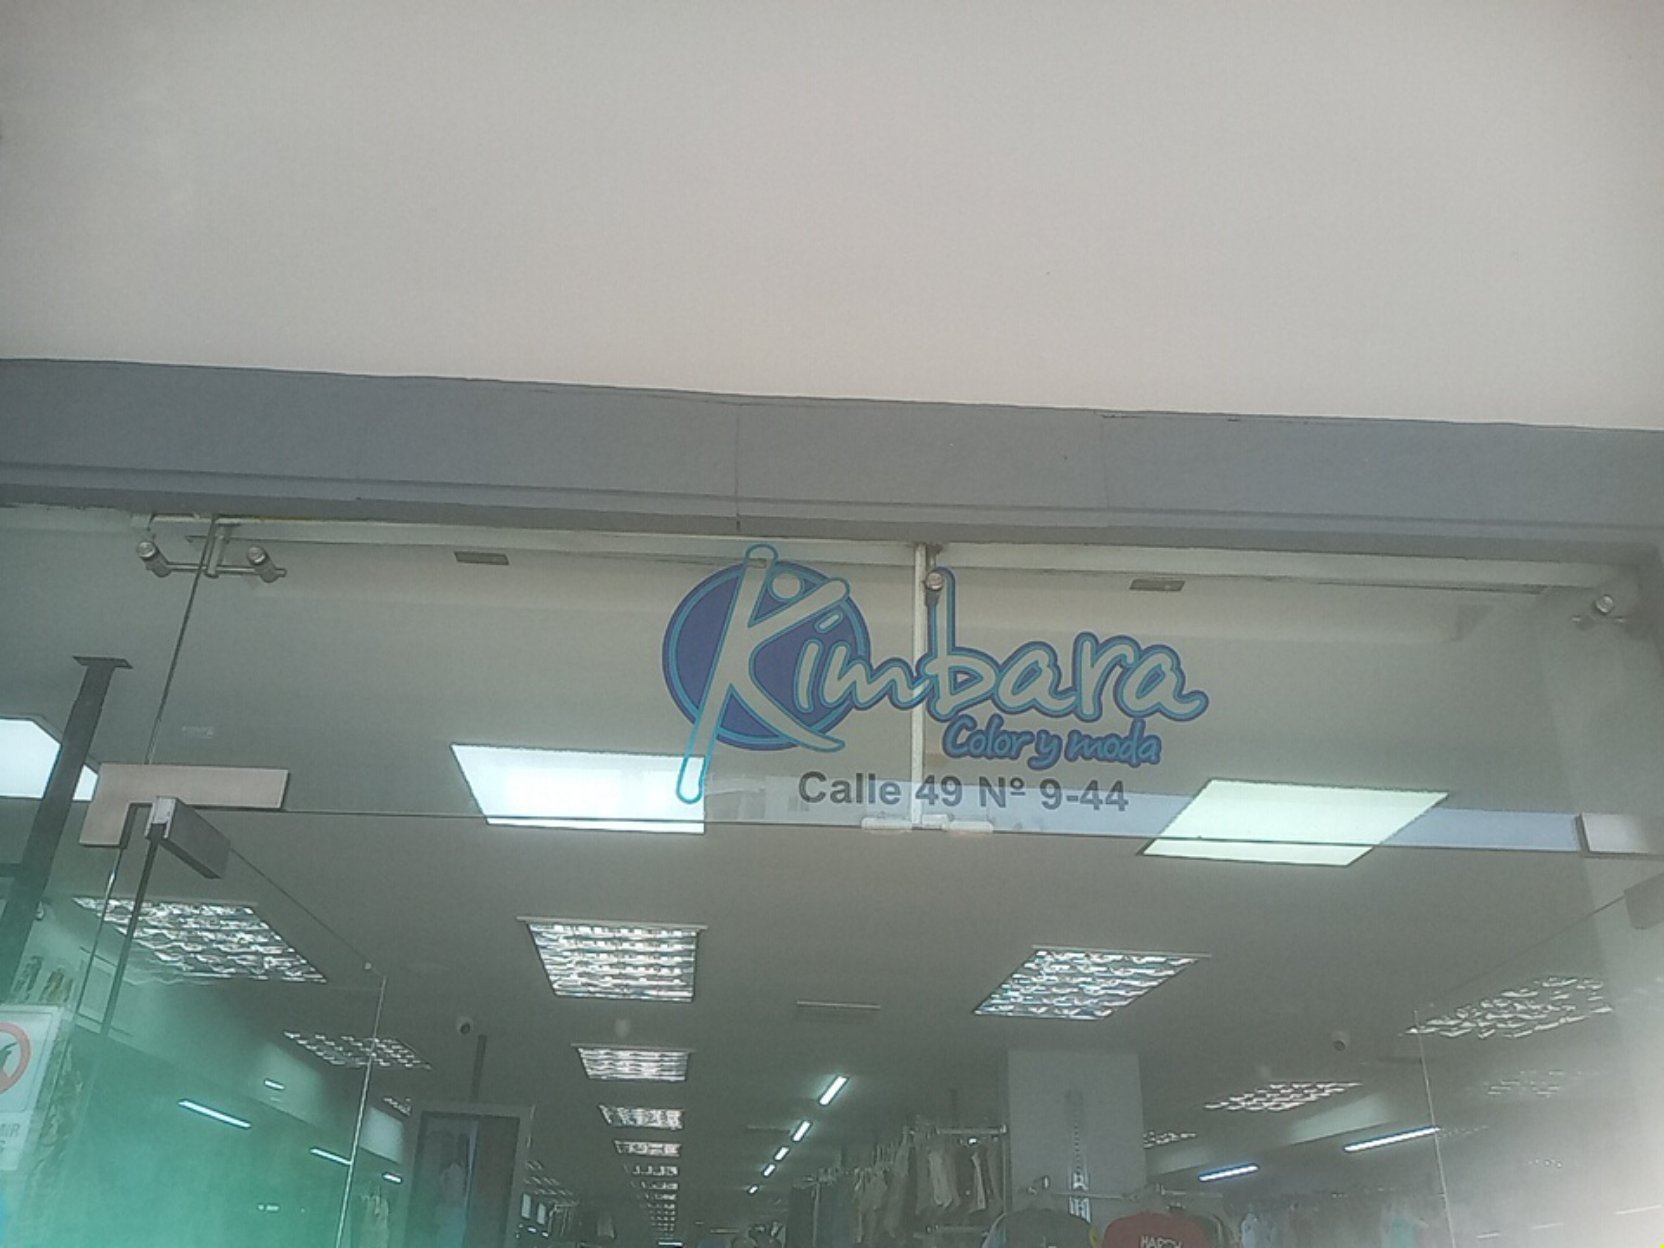 Kimbara
Color y moda
Calle 49 Nº 9-44